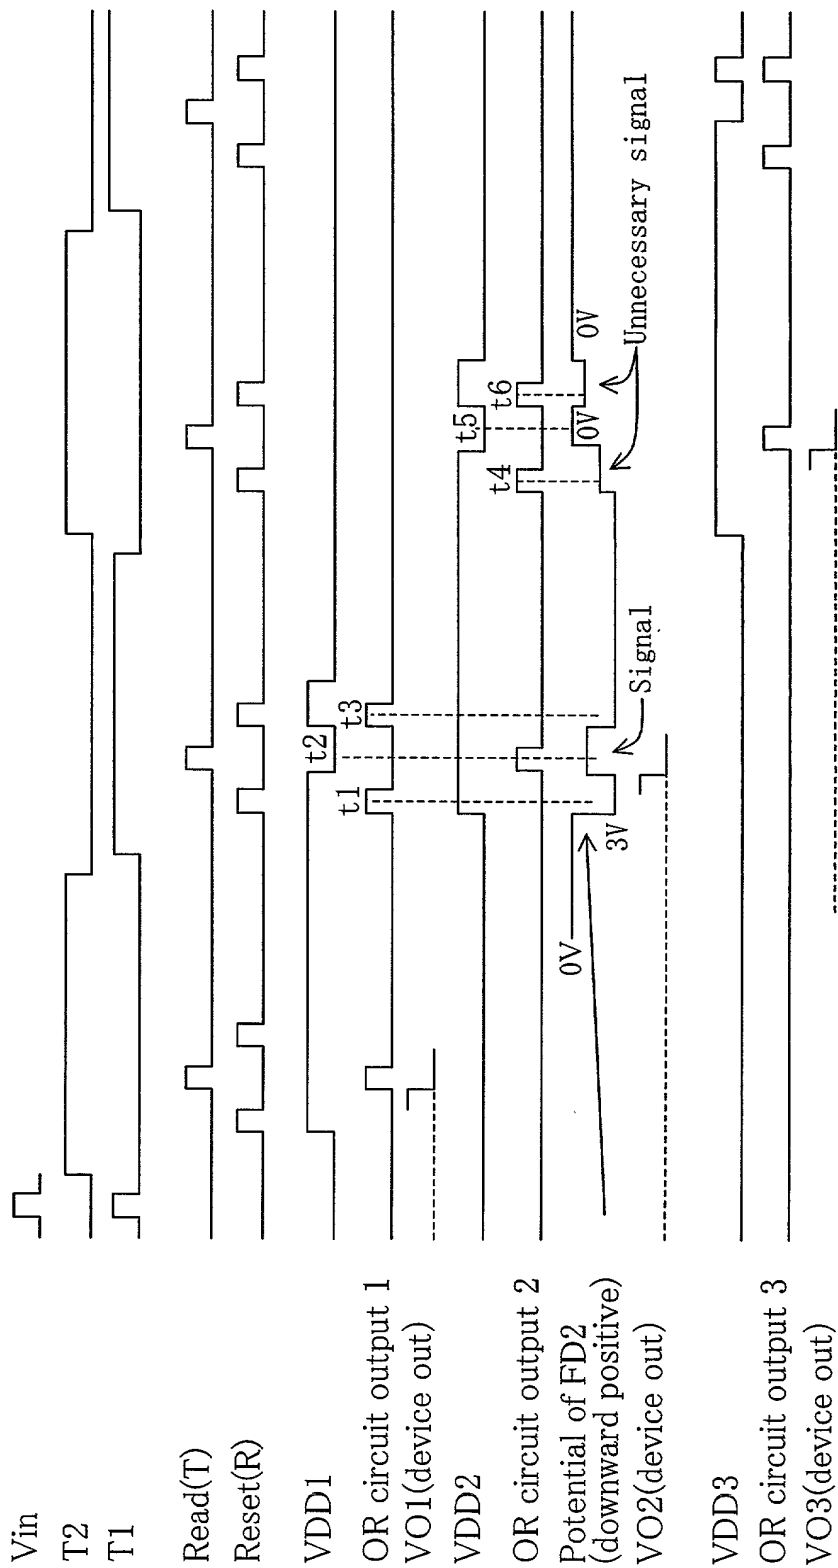 Vin
T2
T1
Read(T)
Reset(R)
VDD1
OR circuit output 1
VO1(device out)
VDD2
OR circuit output 2
Potential of FD2
(downward positive)
VO2(device out)
VDD3
OR circuit output 3
VO3(device out)
t1
t2
t3
0V
3V
Signal
t4
t5
t6
0V
0V
Unnecessary signal